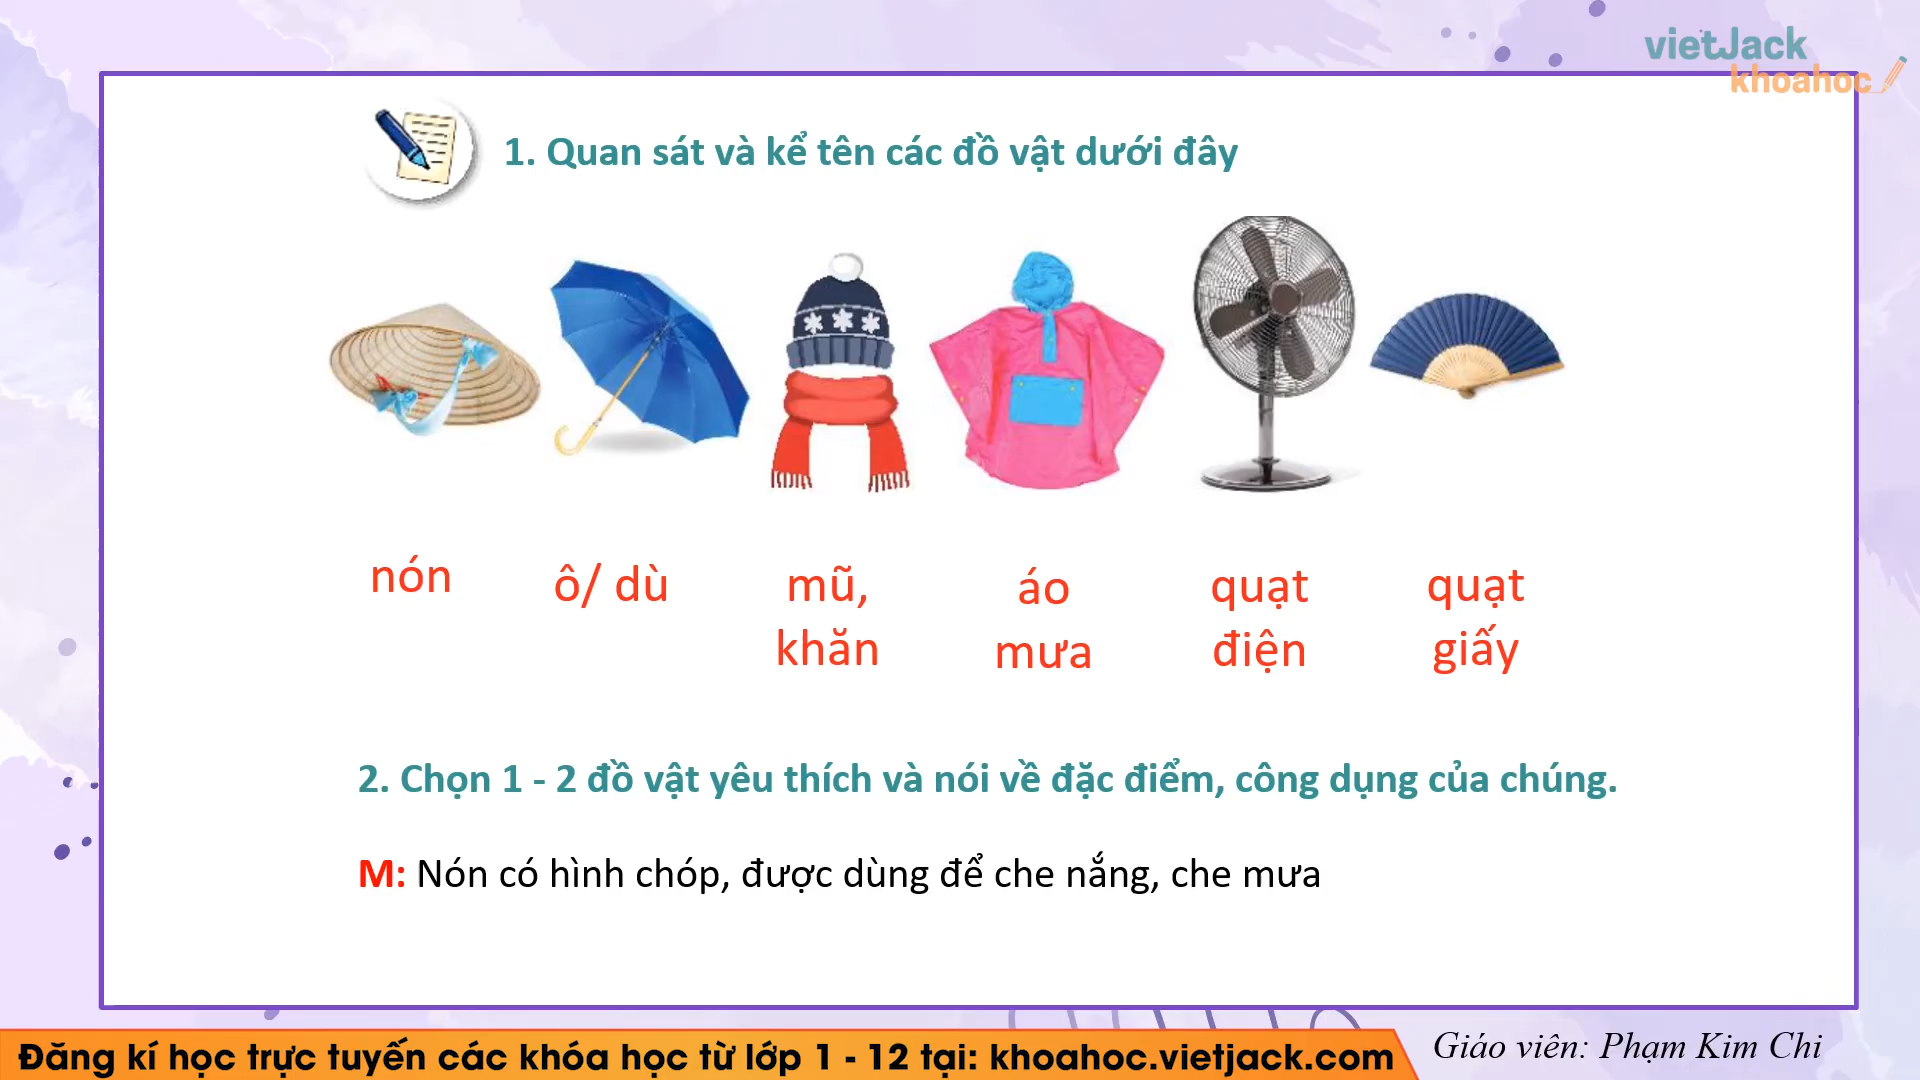 vietJack
khoahoc
1. Quan sát và kể tên các đồ vật dưới đây
nón
ô/ dù
mũ,
khăn
áo
mưa
quạt
điện
quạt
giấy
2. Chọn 1 - 2 đồ vật yêu thích và nói về đặc điểm, công dụng của chúng.
M: Nón có hình chóp, được dùng để che nắng, che mưa
Đăng kí học trực tuyến các khóa học từ lớp 1 - 12 tại: khoahoc.vietjack.com
Giáo viên: Phạm Kim Chi